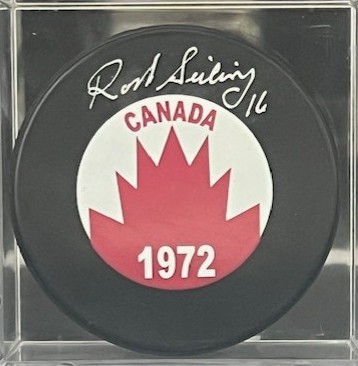 Rod Seiling 16
CANADA
1972